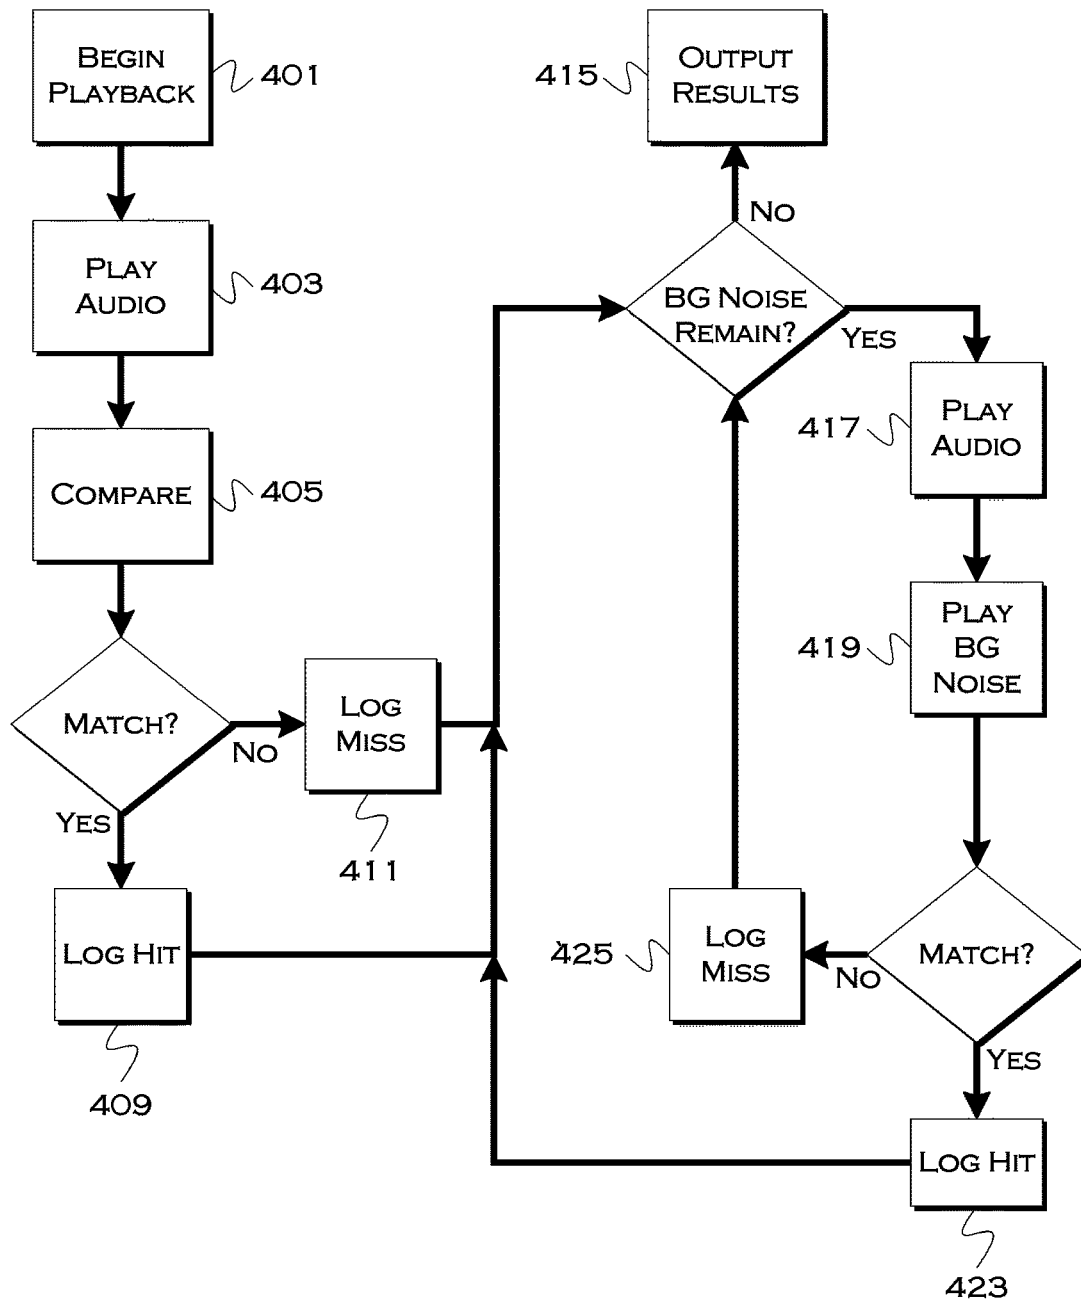 BEGIN
PLAYBACK
401
PLAY
AUDIO
403
COMPARE
405
MATCH?
NO
YES
LOG
MISS
411
LOG HIT
409
OUTPUT
RESULTS
415
NO
BG NOISE
REMAIN?
YES
PLAY
AUDIO
417
PLAY
BG
NOISE
419
MATCH?
NO
YES
LOG
MISS
425
LOG HIT
423